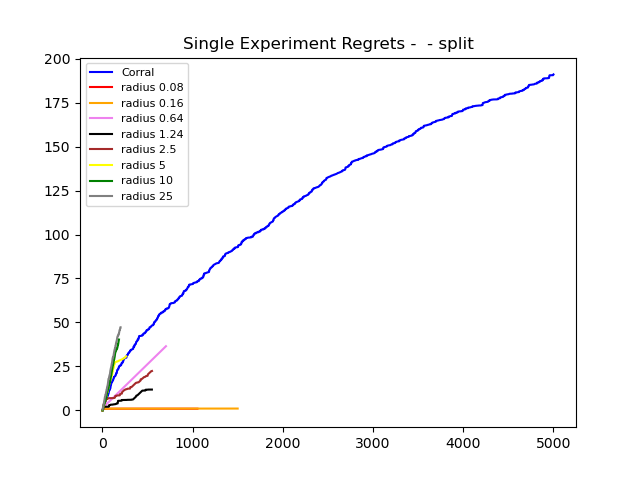 Single Experiment Regrets -  - split
200
175
150
125
100
75
50
25
0
Corral
radius 0.08
radius 0.16
radius 0.64
radius 1.24
radius 2.5
radius 5
radius 10
radius 25
0 1000 2000 3000 4000 5000